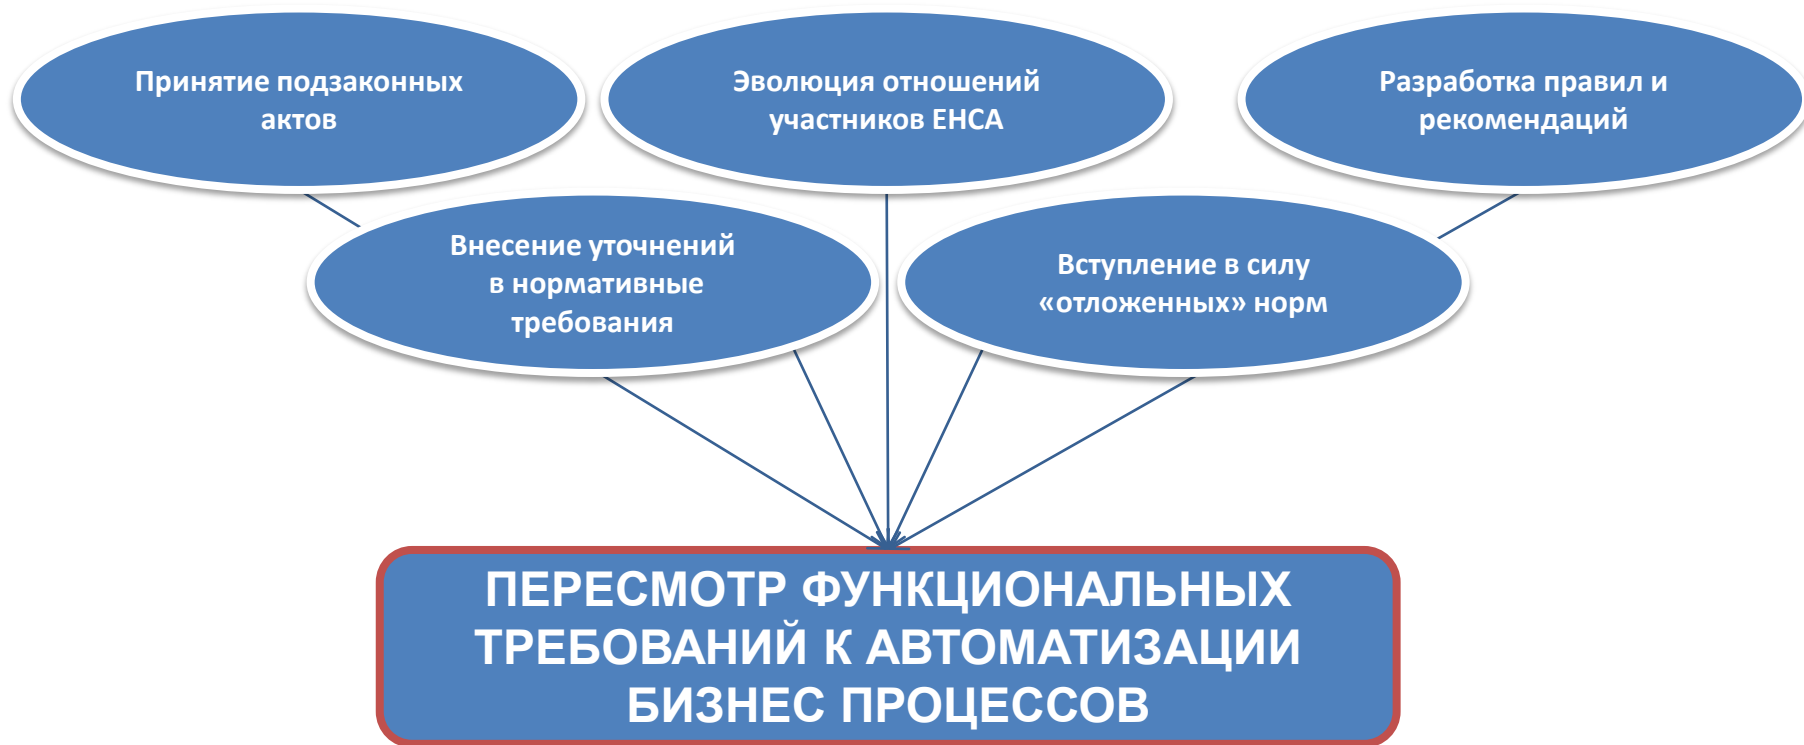 Принятие подзаконных
актов
Эволюция отношений
участников ЕНСА
Разработка правил и
рекомендаций
Внесение уточнений
в нормативные
требования
Вступление в силу
«отложенных» норм
ПЕРЕСМОТР ФУНКЦИОНАЛЬНЫХ
ТРЕБОВАНИЙ К АВТОМАТИЗАЦИИ
БИЗНЕС ПРОЦЕССОВ